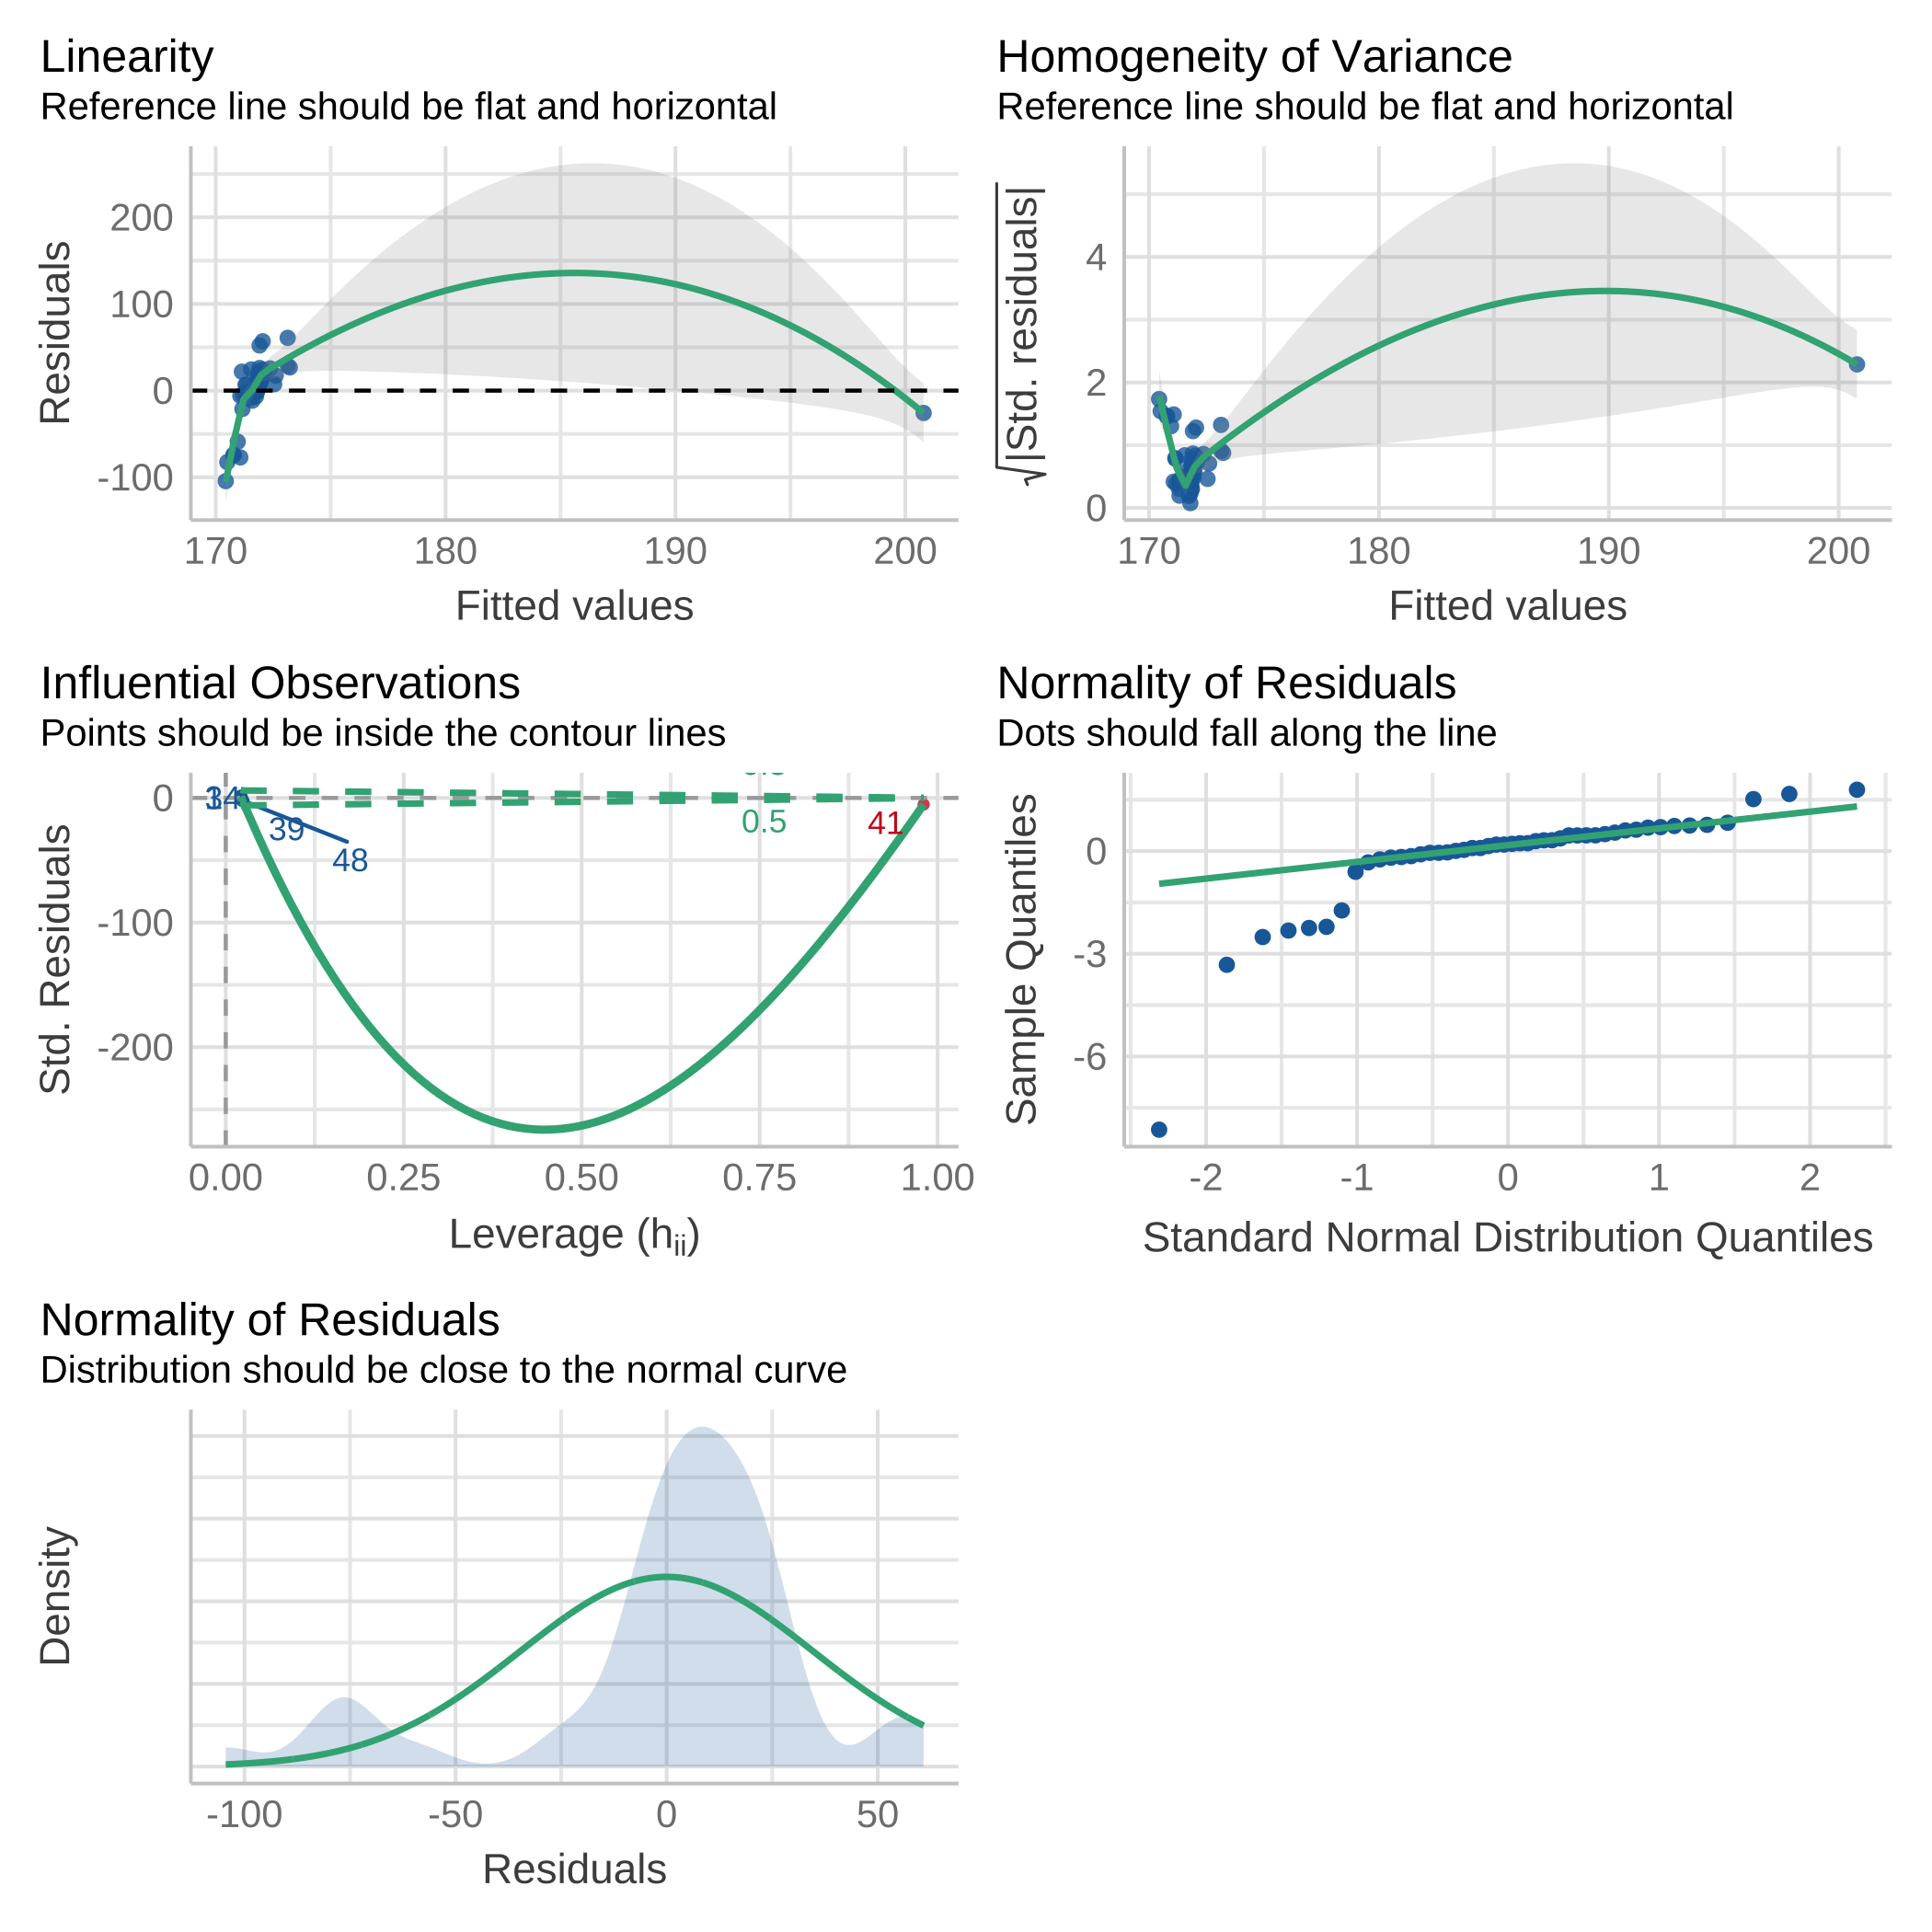 Linearity
Reference line should be flat and horizontal
Residuals
200
100
0
-100
170
180
190
200
Fitted values
Homogeneity of Variance
Reference line should be flat and horizontal
√|Std. residuals|
4
2
0
170
180
190
200
Fitted values
Influential Observations
Points should be inside the contour lines
Std. Residuals
0
-100
-200
34
39
48
0.5
41
0.00
0.25
0.50
0.75
1.00
Leverage (hii)
Normality of Residuals
Dots should fall along the line
Sample Quantiles
0
-3
-6
-2
-1
0
1
2
Standard Normal Distribution Quantiles
Normality of Residuals
Distribution should be close to the normal curve
Density
-100
-50
0
50
Residuals